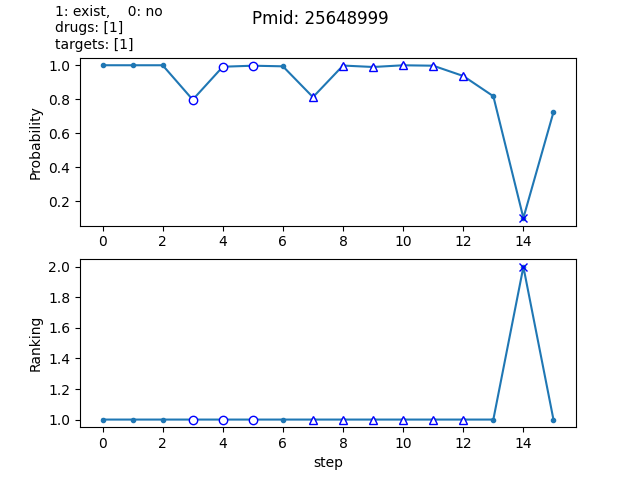 1: exist,    0: no
drugs: [1]
targets: [1]
Pmid: 25648999
Probability
1.0
0.8
0.6
0.4
0.2
0 2 4 6 8 10 12 14
Ranking
2.0
1.8
1.6
1.4
1.2
1.0
0 2 4 6 8 10 12 14
step